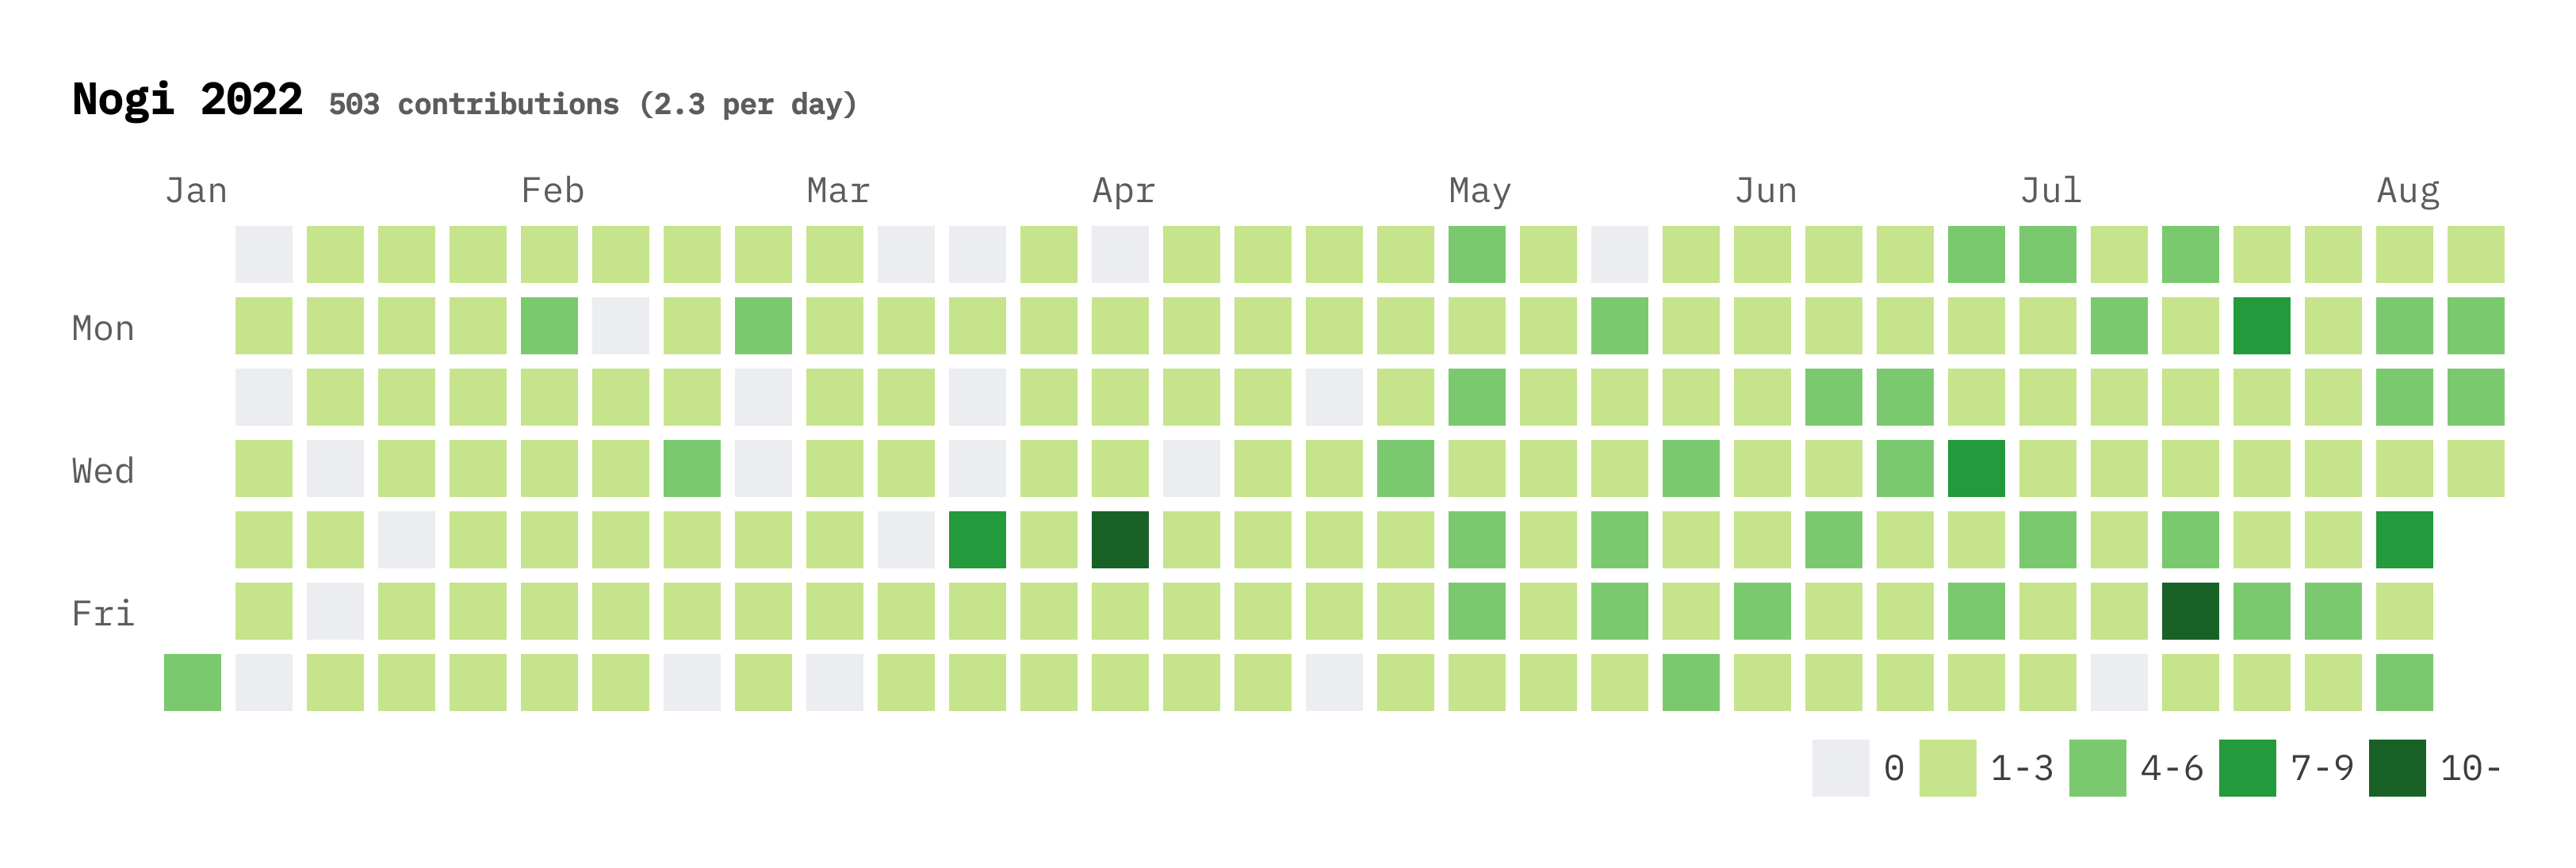 Nogi 2022 503 contributions (2.3 per day)
Jan Feb Mar Apr May Jun Jul Aug
Mon
Wed
Fri
0 1-3 4-6 7-9 10-